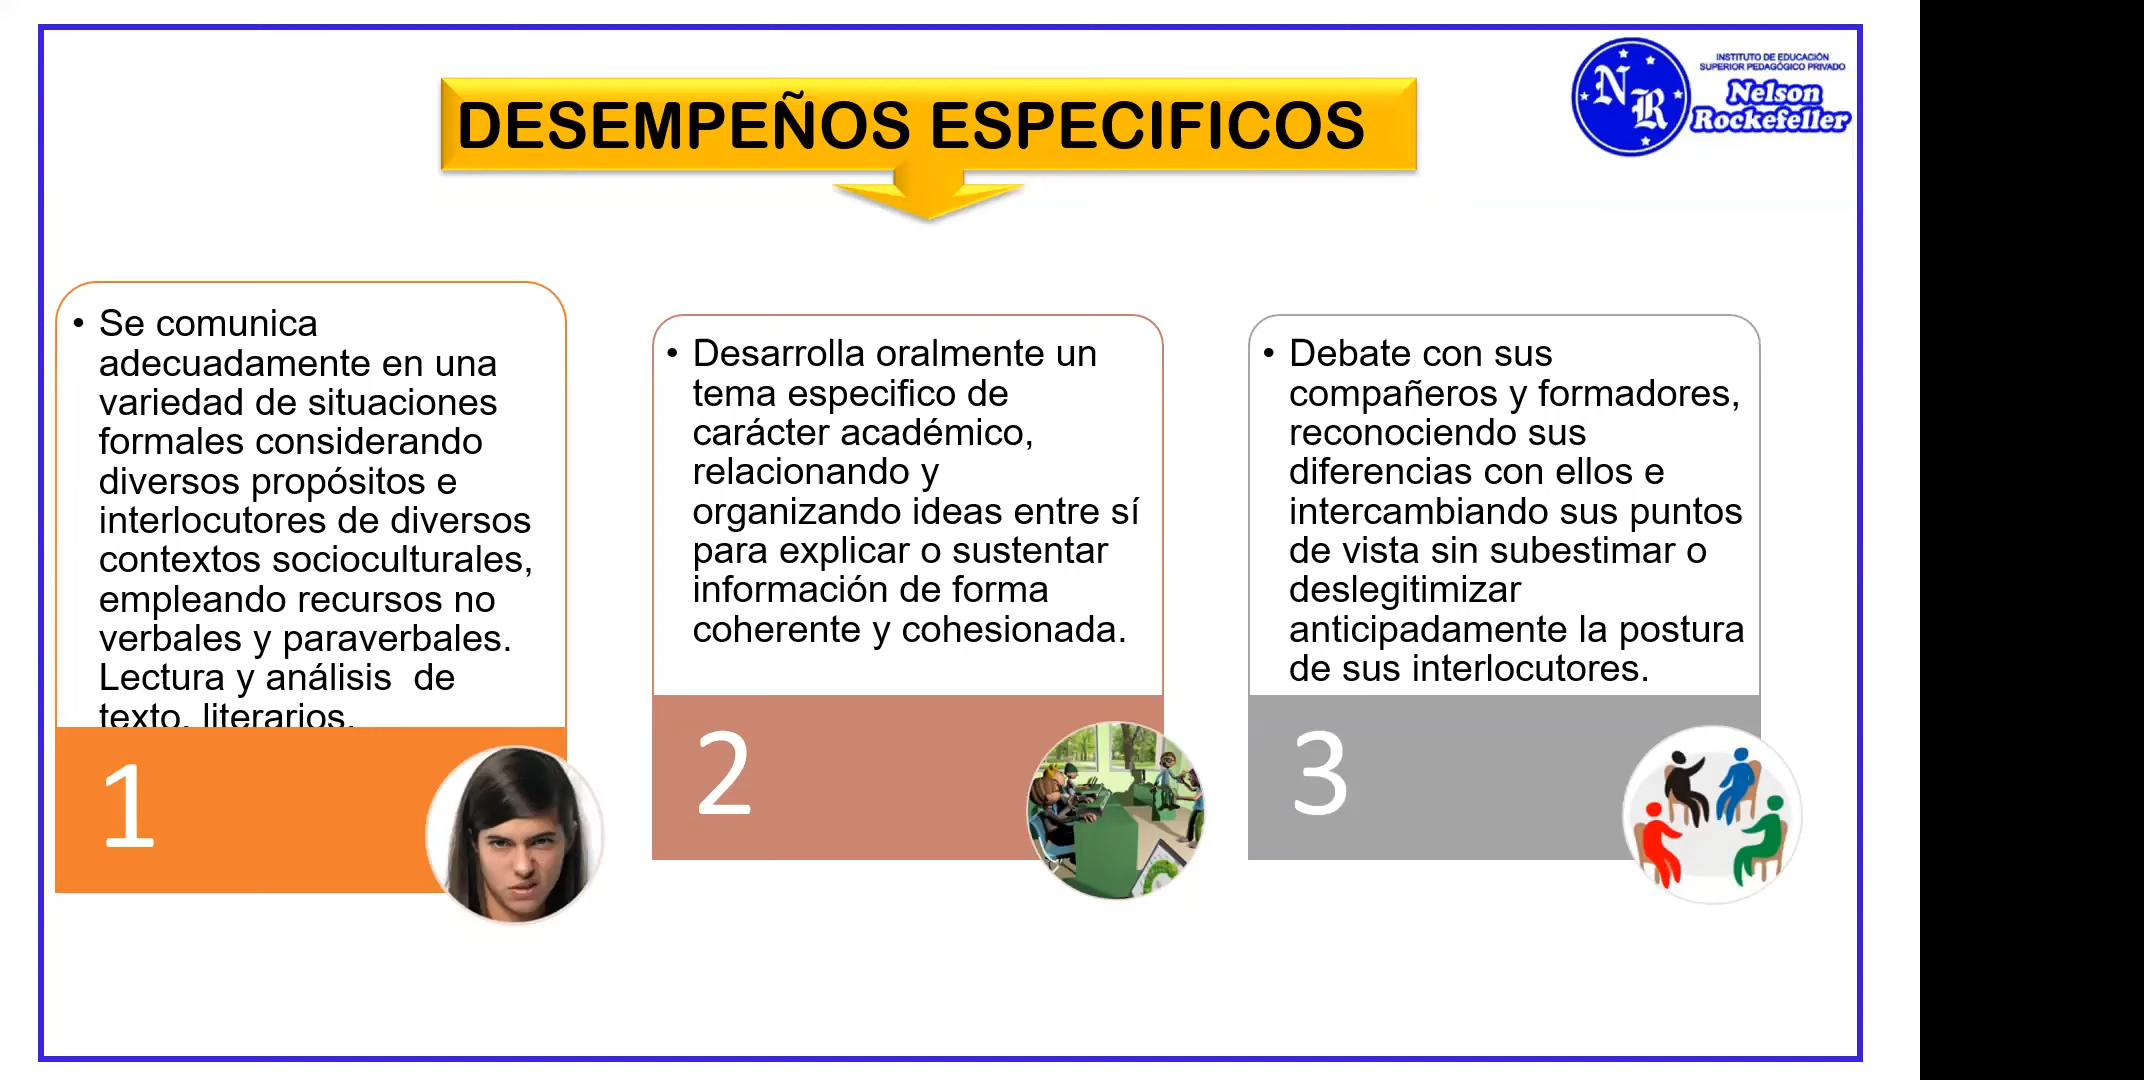 DESEMPEÑOS ESPECIFICOS
INSTITUTO DE EDUCACIÓN
SUPERIOR PEDAGÓGICO PRIVADO
Nelson
Rockefeller
N
R
• Se comunica
adecuadamente en una
variedad de situaciones
formales considerando
diversos propósitos e
interlocutores de diversos
contextos socioculturales,
empleando recursos no
verbales y paraverbales.
Lectura y análisis  de
texto, literarios.
1
• Desarrolla oralmente un
tema especifico de
carácter académico,
relacionando y
organizando ideas entre sí
para explicar o sustentar
información de forma
coherente y cohesionada.
2
• Debate con sus
compañeros y formadores,
reconociendo sus
diferencias con ellos e
intercambiando sus puntos
de vista sin subestimar o
deslegitimizar
anticipadamente la postura
de sus interlocutores.
3